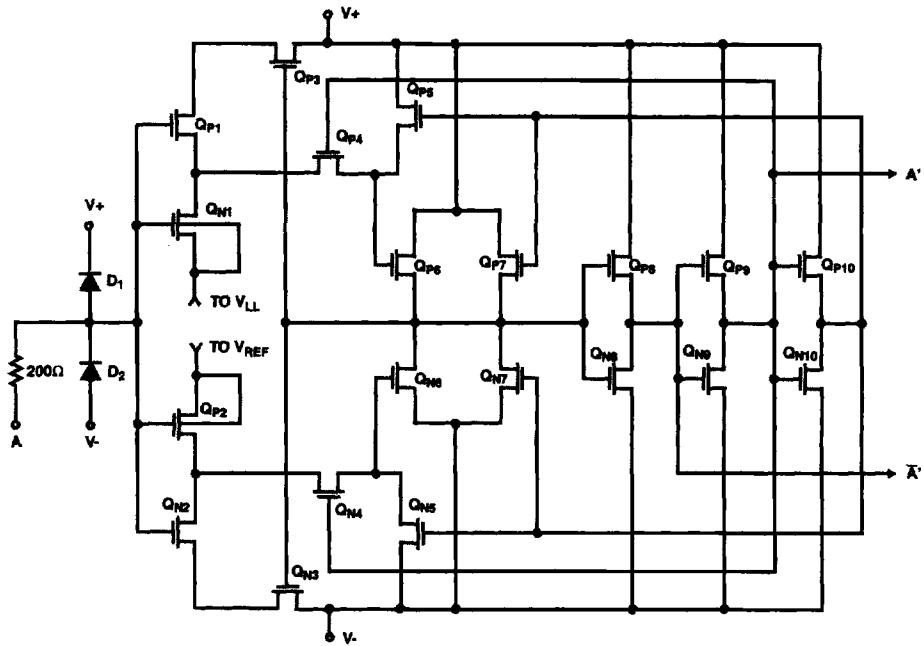 V+
QP3
QP5
QP1
QP4
A'
QN1
V+
QP6
QP7
QP8
QP9
QP10
D1
TO VLL
TO VREF
200Ω
D2
QN8
QN9
QN10
QN6
QN7
QP2
A
V-
A̅'
QN2
QN4
QN5
QN3
V-